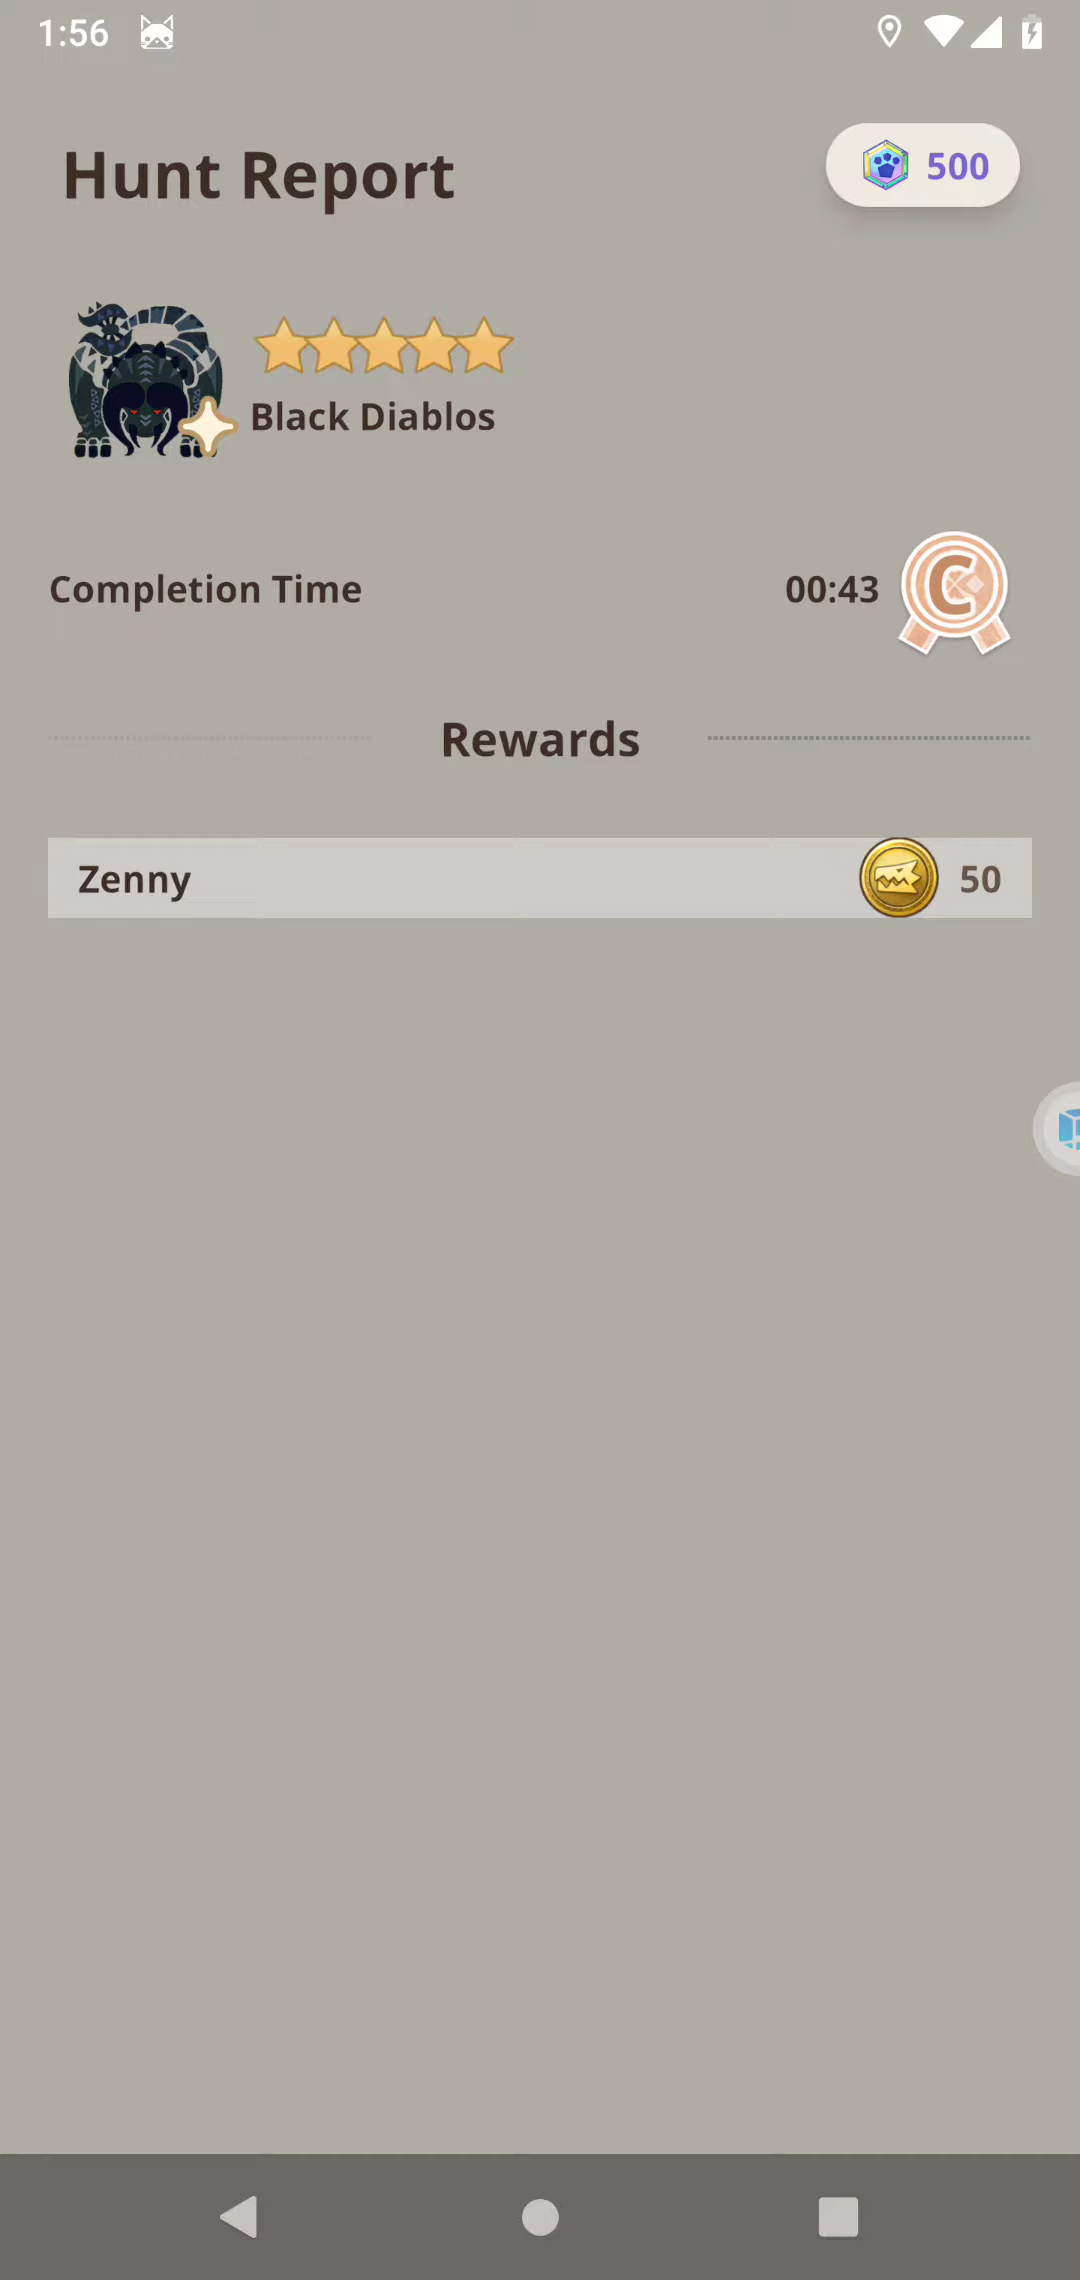 1:56
Hunt Report
500
Black Diablos
Completion Time
00:43
C
Rewards
Zenny
50